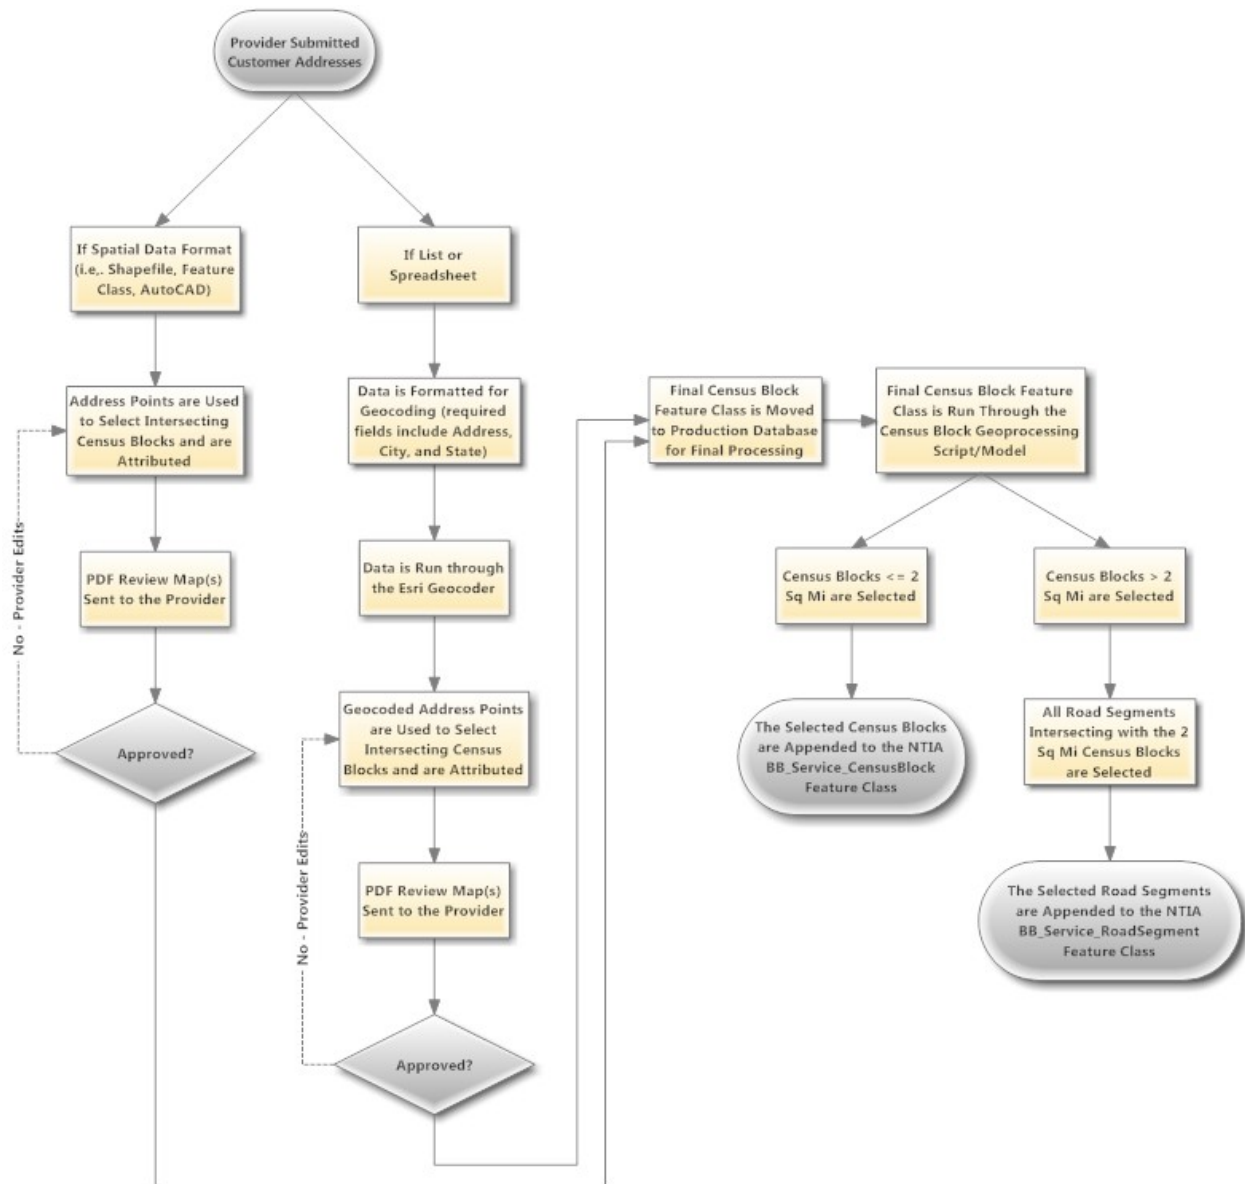 Provider Submitted
Customer Addresses
If Spatial Data Format
(i.e,. Shapefile, Feature
Class, AutoCAD)
If List or
Spreadsheet
Address Points are Used
to Select Intersecting
Census Blocks and are
Attributed
Data is Formatted for
Geocoding (required
fields include Address,
City, and State)
Final Census Block
Feature Class is Moved
to Production Database
for Final Processing
Final Census Block Feature
Class is Run Through the
Census Block Geoprocessing
Script/Model
No - Provider Edits
PDF Review Map(s)
Sent to the Provider
Data is Run through
the Esri Geocoder
Census Blocks <= 2
Sq Mi are Selected
Census Blocks > 2
Sq Mi are Selected
Approved?
Geocoded Address Points
are Used to Select
Intersecting Census
Blocks and are Attributed
The Selected Census Blocks
are Appended to the NTIA
BB_Service_CensusBlock
Feature Class
All Road Segments
Intersecting with the 2
Sq Mi Census Blocks
are Selected
No - Provider Edits
PDF Review Map(s)
Sent to the Provider
The Selected Road Segments
are Appended to the NTIA
BB_Service_RoadSegment
Feature Class
Approved?